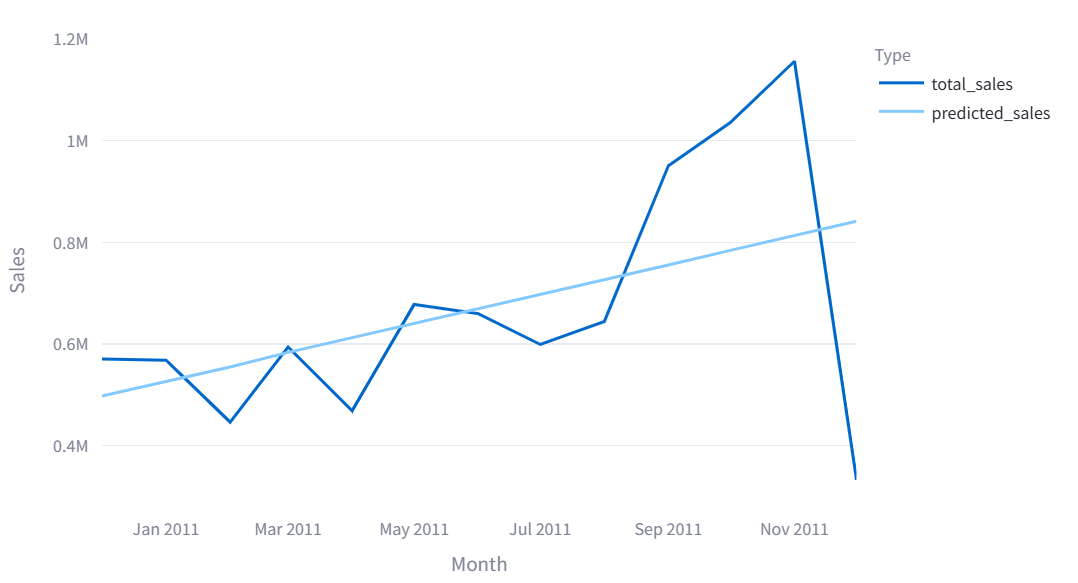 1.2M
1M
0.8M
0.6M
0.4M
Sales
Jan 2011 Mar 2011 May 2011 Jul 2011 Sep 2011 Nov 2011
Month
Type
total_sales
predicted_sales